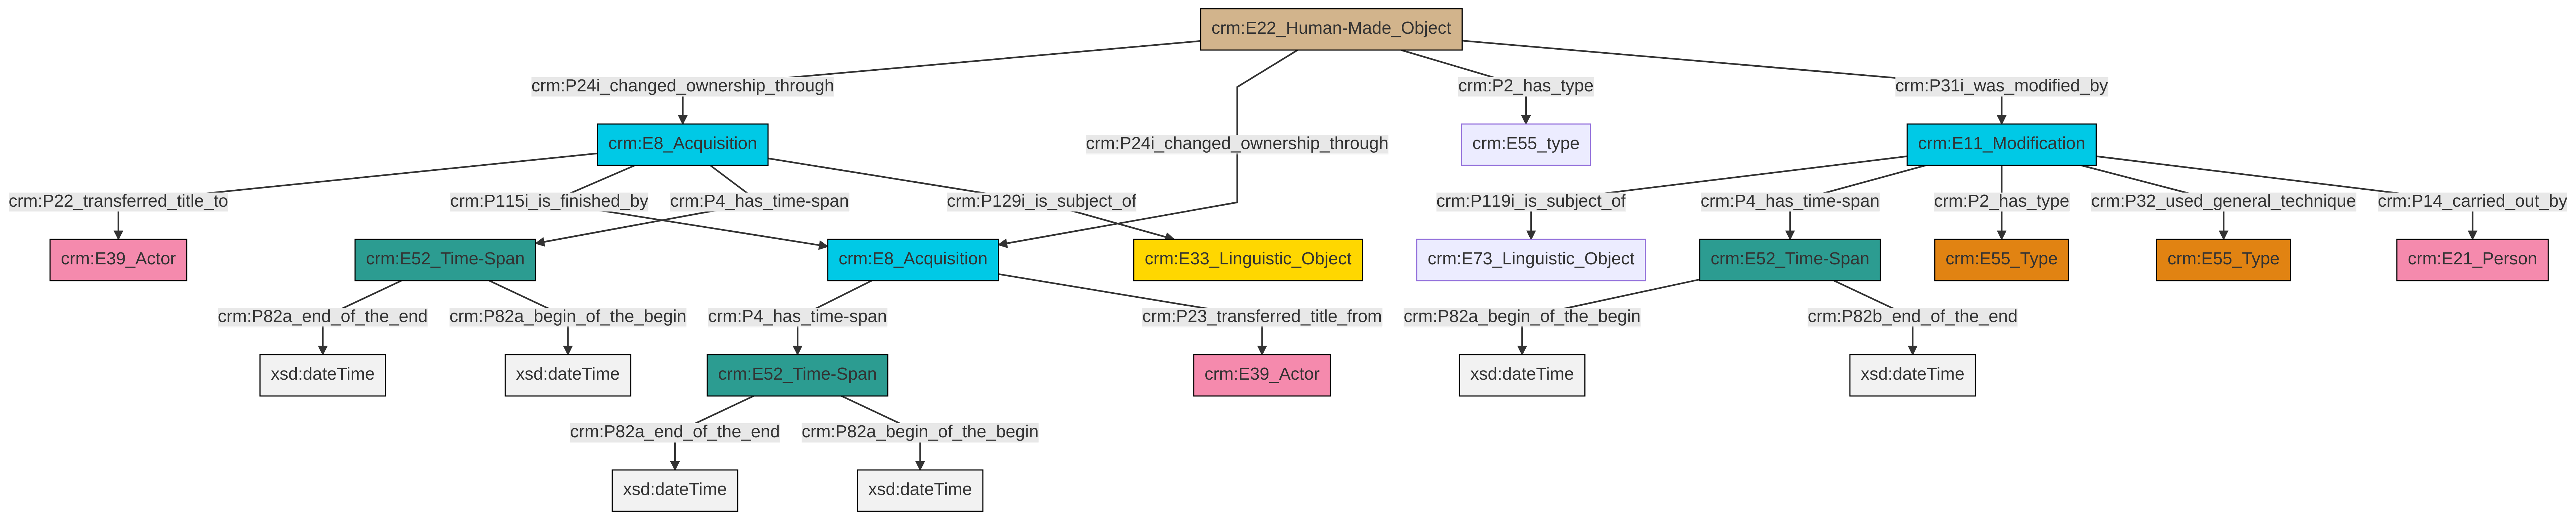 crm:E22_Human-Made_Object
crm:P24i_changed_ownership_through
crm:P2_has_type
crm:P31i_was_modified_by
crm:E8_Acquisition
crm:P24i_changed_ownership_through
crm:E55_type
crm:E11_Modification
crm:P22_transferred_title_to
crm:P115i_is_finished_by
crm:P4_has_time-span
crm:P129i_is_subject_of
crm:P119i_is_subject_of
crm:P4_has_time-span
crm:P2_has_type
crm:P32_used_general_technique
crm:P14_carried_out_by
crm:E39_Actor
crm:E52_Time-Span
crm:E8_Acquisition
crm:E33_Linguistic_Object
crm:E73_Linguistic_Object
crm:E52_Time-Span
crm:E55_Type
crm:E55_Type
crm:E21_Person
crm:P82a_end_of_the_end
crm:P82a_begin_of_the_begin
crm:P4_has_time-span
crm:P23_transferred_title_from
crm:P82a_begin_of_the_begin
crm:P82b_end_of_the_end
xsd:dateTime
xsd:dateTime
crm:E52_Time-Span
crm:E39_Actor
xsd:dateTime
xsd:dateTime
crm:P82a_end_of_the_end
crm:P82a_begin_of_the_begin
xsd:dateTime
xsd:dateTime